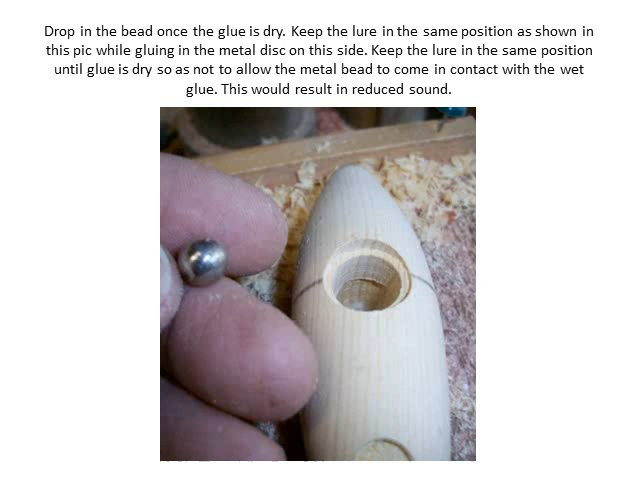 Drop in the bead once the glue is dry. Keep the lure in the same position as shown in
this pic while gluing in the metal disc on this side. Keep the lure in the same position
until glue is dry so as not to allow the metal bead to come in contact with the wet
glue. This would result in reduced sound.